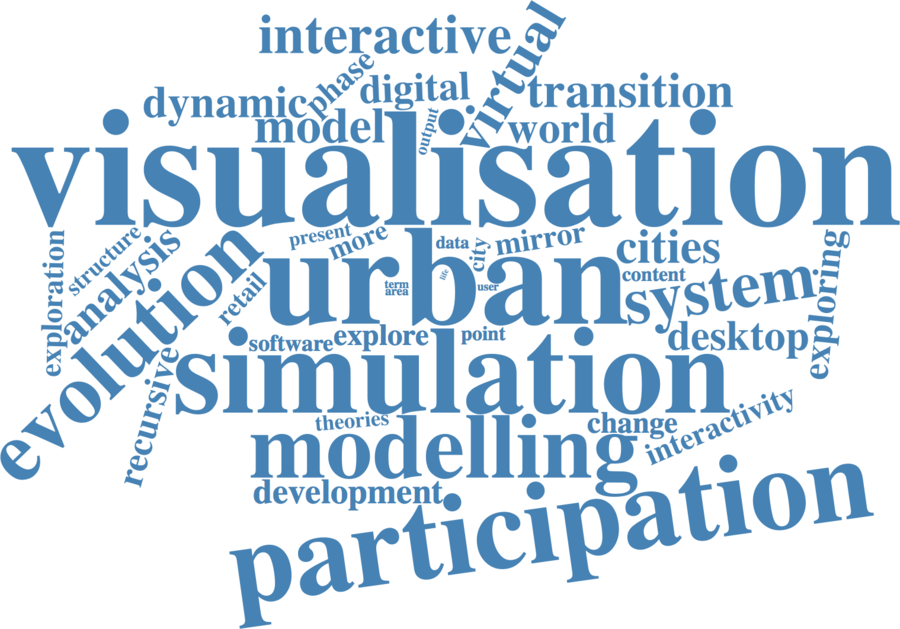 interactive
virtual
phase
digital
transition
dynamic
model
output
world
visualisation
exploration
structure
analysis
evolution
present
more
data
city
mirror
cities
exploring
retail
urban
term
area
life
user
content
system
software
explore
point
desktop
recursive
simulation
theories
change
interactivity
modelling
development
participation